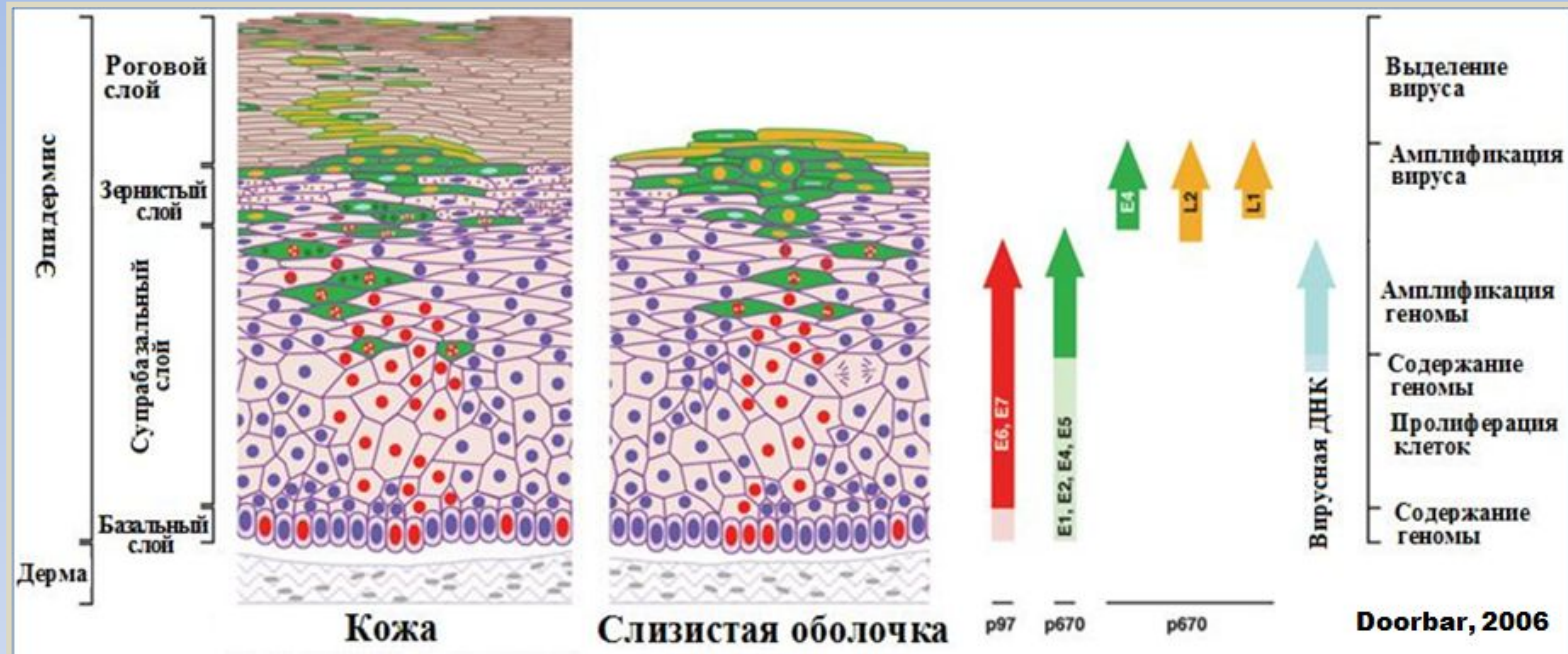 Эпидермис
Дерма
Роговой
слой
Зернистый
слой
Супрабазальный
слой
Базальный
слой
Кожа
Слизистая оболочка
E6, E7
E1, E2, E4, E5
E4
L2
L1
Вирусная ДНК
p97
p670
p670
Выделение
вируса
Амплификация
вируса
Амплификация
геномы
Содержание
геномы
Пролиферация
клеток
Содержание
геномы
Doorbar, 2006